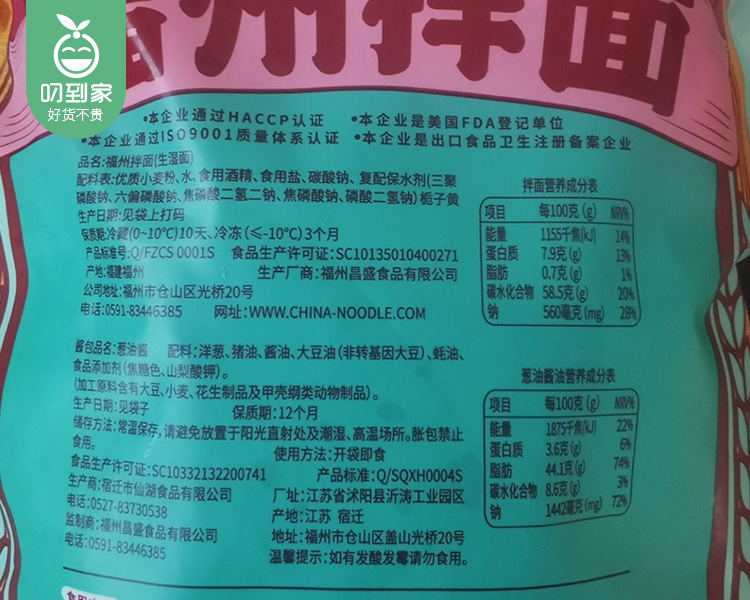 叨到家
好货不贵
福州拌面
•本企业通过HACCP认证 •本企业是美国FDA登记单位
•本企业通过ISO9001质量体系认证 •本企业是出口食品卫生注册备案企业
品名:福州拌面(生湿面)
配料表:优质小麦粉、水、食用酒精、食用盐、碳酸钠、复配保水剂(三聚
磷酸钠、六偏磷酸钠、焦磷酸二氢二钠、焦磷酸钠、磷酸二氢钠)栀子黄
生产日期:见袋上打码
保质期:冷藏(0~10℃)10天、冷冻(≤-10℃)3个月
产品标准号:Q/FZCS 0001S 食品生产许可证:SC10135010400271
产地:福建福州 生产厂商:福州昌盛食品有限公司
公司地址:福州市仓山区光桥20号
电话:0591-83446385 网址:WWW.CHINA-NOODLE.COM
拌面营养成分表
项目 每100克(g) NRV%
能量 1155千焦(kJ) 14%
蛋白质 7.9克(g) 13%
脂肪 0.7克(g) 1%
碳水化合物 58.5克(g) 20%
钠 560毫克(mg) 28%
酱包品名:葱油酱 配料:洋葱、猪油、酱油、大豆油(非转基因大豆)、蚝油、
食品添加剂(焦糖色、山梨酸钾)。
(加工原料含有大豆、小麦、花生制品及甲壳纲类动物制品)。
生产日期:见袋子 保质期:12个月
储存方法:常温保存,请避免放置于阳光直射处及潮湿、高温场所。胀包禁止
食用。 使用方法:开袋即食
食品生产许可证:SC10332132200741 产品标准:Q/SQXH0004S
生产商:宿迁市仙湖食品有限公司 厂址:江苏省沭阳县沂涛工业园区
电话:0527-83730538 产地:江苏 宿迁
监制商:福州昌盛食品有限公司 地址:福州市仓山区盖山光桥20号
电话:0591-83446385 温馨提示:如有发酸发霉请勿食用。
葱油酱油营养成分表
项目 每100克(g) NRV%
能量 1875千焦(kJ) 22%
蛋白质 3.6克(g) 6%
脂肪 44.1克(g) 74%
碳水化合物 8.6克(g) 3%
钠 1442毫克(mg) 72%